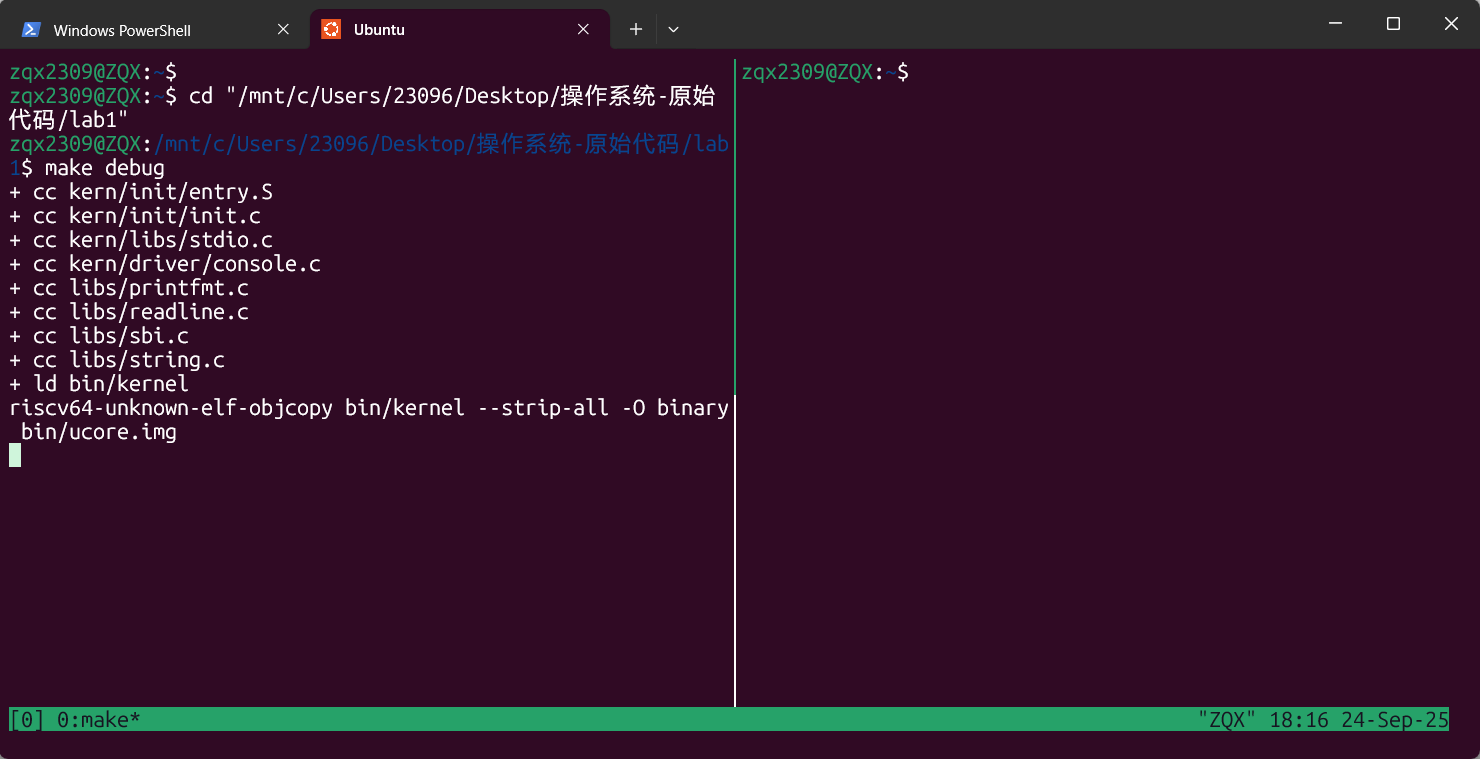 Windows PowerShell
Ubuntu
zqx2309@ZQX:~$
zqx2309@ZQX:~$ cd "/mnt/c/Users/23096/Desktop/操作系统-原始
代码/lab1"
zqx2309@ZQX:/mnt/c/Users/23096/Desktop/操作系统-原始代码/lab
1$ make debug
+ cc kern/init/entry.S
+ cc kern/init/init.c
+ cc kern/libs/stdio.c
+ cc kern/driver/console.c
+ cc libs/printfmt.c
+ cc libs/readline.c
+ cc libs/sbi.c
+ cc libs/string.c
+ ld bin/kernel
riscv64-unknown-elf-objcopy bin/kernel --strip-all -O binary
 bin/ucore.img
zqx2309@ZQX:~$
[0] 0:make*
"ZQX" 18:16 24-Sep-25